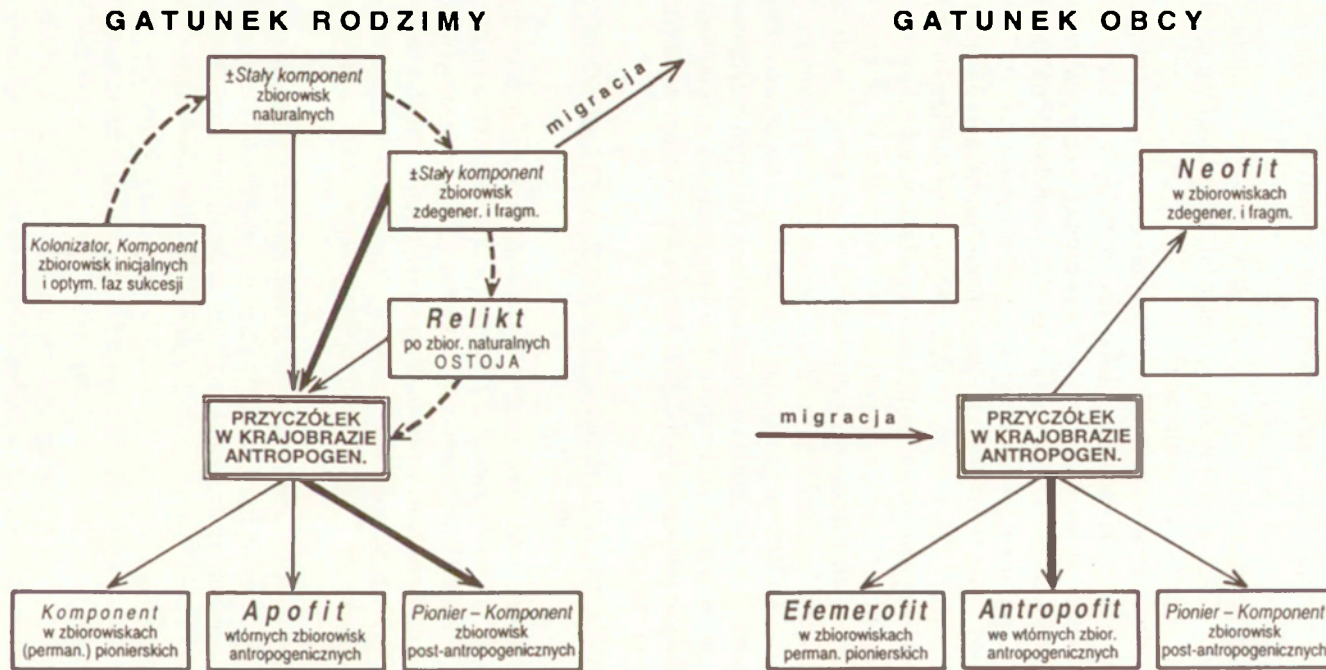 GATUNEK RODZIMY
±Stały komponent
zbiorowisk
naturalnych
migracja
±Stały komponent
zbiorowisk
zdegener. i fragm.
Kolonizator, Komponent
zbiorowisk inicjalnych
i optym. faz sukcesji
Relikt
po zbior. naturalnych
OSTOJA
PRZYCZÓŁEK
W KRAJOBRAZIE
ANTROPOGEN.
Komponent
w zbiorowiskach
(perman.) pionierskich
Apofit
wtórnych zbiorowisk
antropogenicznych
Pionier – Komponent
zbiorowisk
post-antropogenicznych
GATUNEK OBCY
Neofit
w zbiorowiskach
zdegener. i fragm.
migracja
PRZYCZÓŁEK
W KRAJOBRAZIE
ANTROPOGEN.
Efemerofit
w zbiorowiskach
perman. pionierskich
Antropofit
we wtórnych zbior.
antropogenicznych
Pionier – Komponent
zbiorowisk
post-antropogenicznych